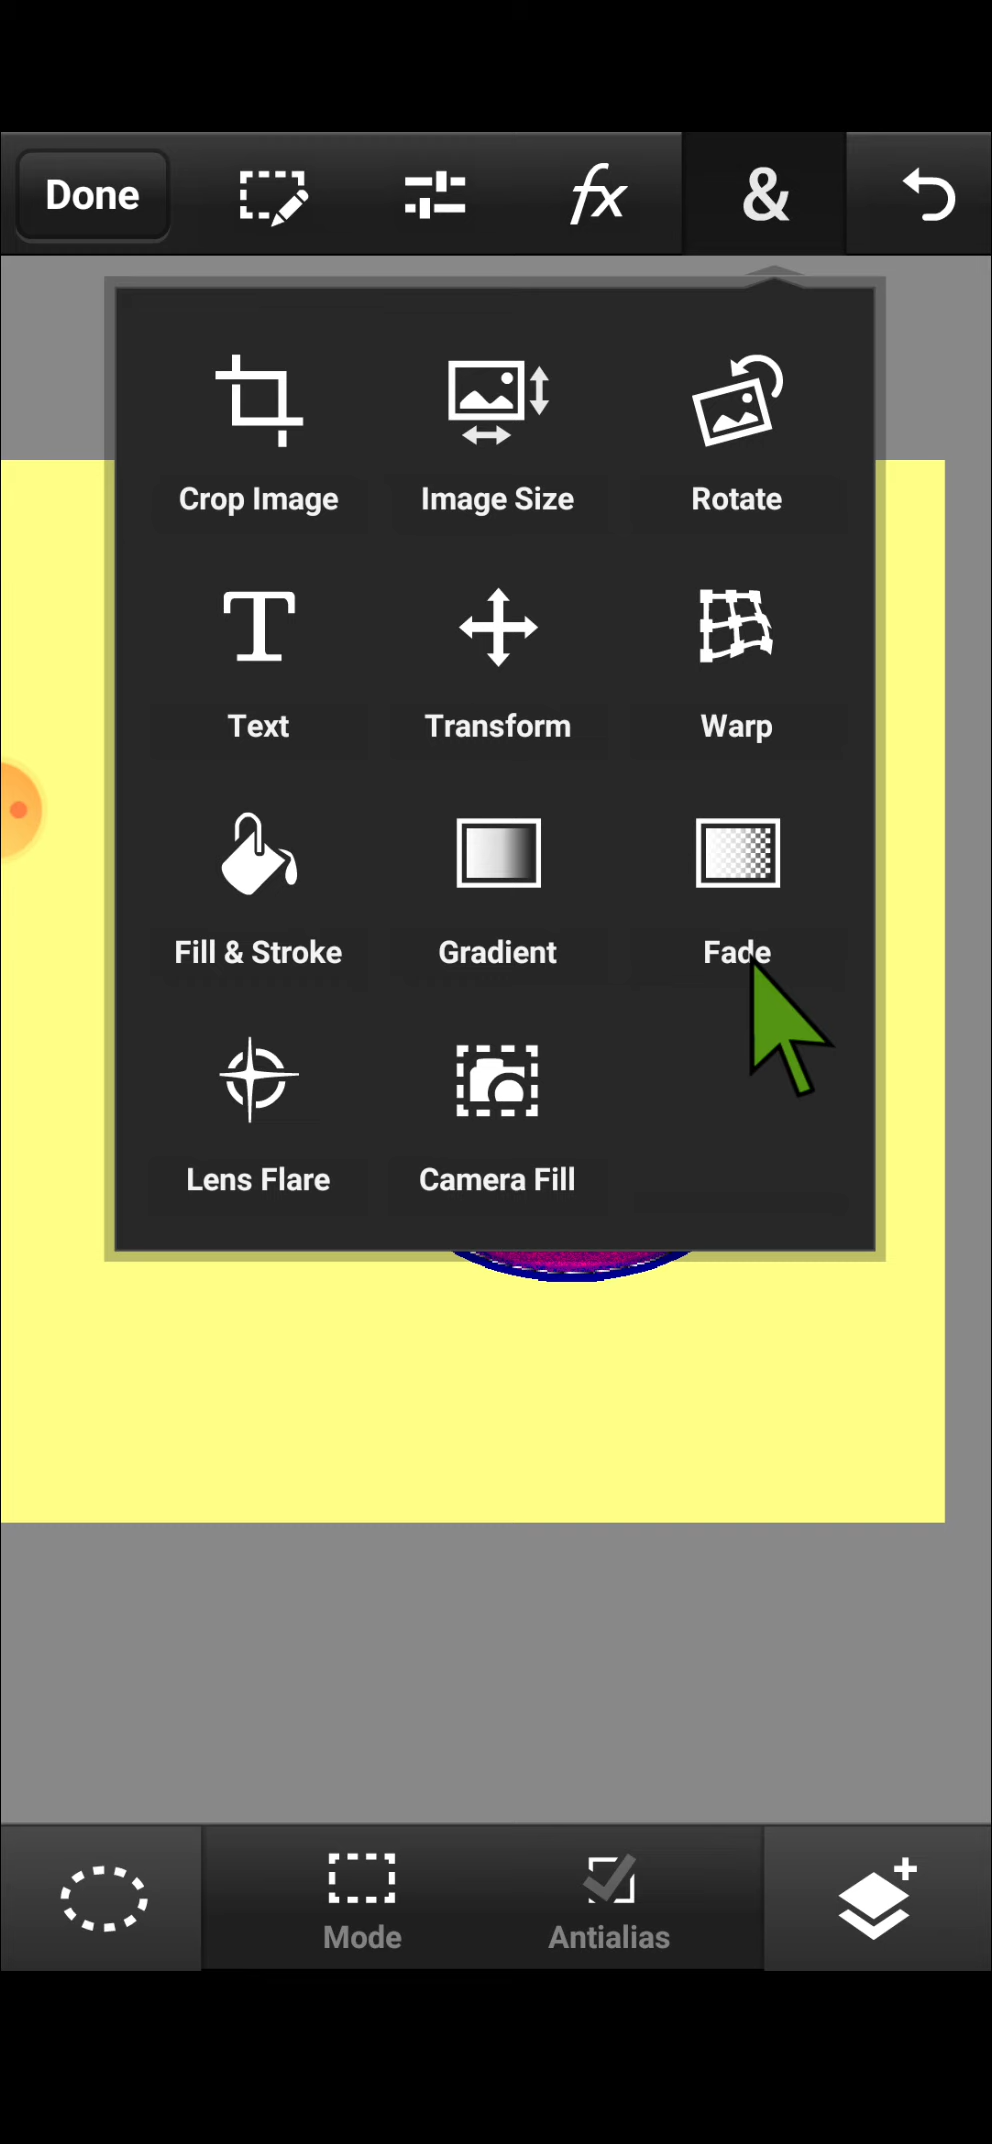 Done fx &
Crop Image Image Size Rotate
Text Transform Warp
Fill & Stroke Gradient Fade
Lens Flare Camera Fill
Mode Antialias